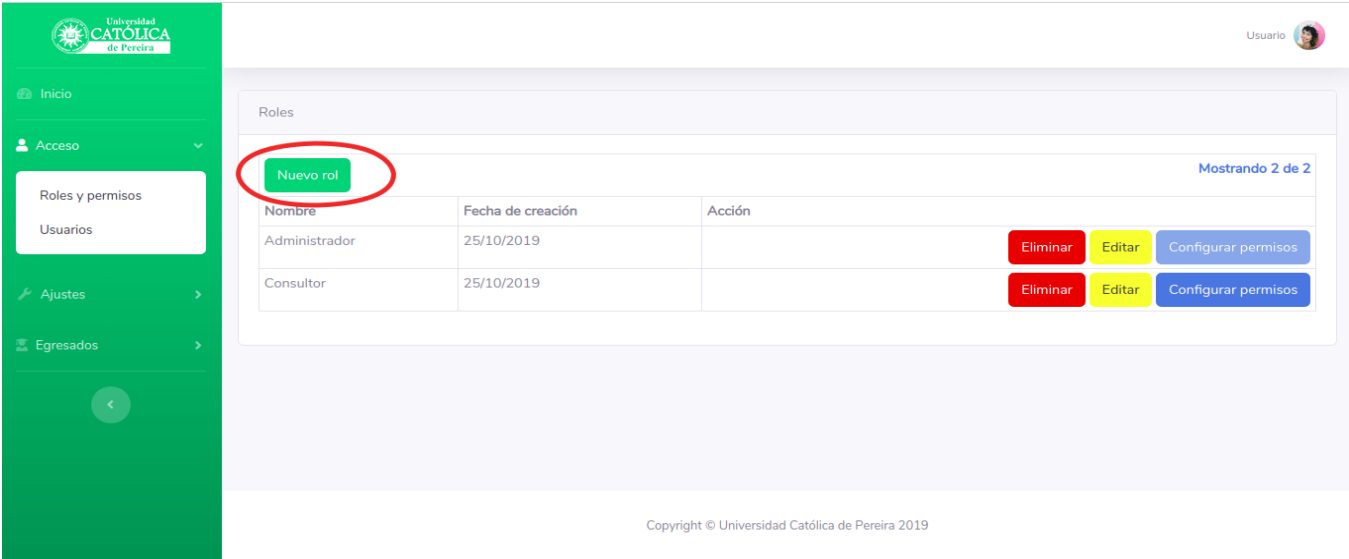 Universidad
CATÓLICA
de Pereira
Usuario
Inicio
Acceso
Roles y permisos
Usuarios
Ajustes
Egresados
Roles
Nuevo rol
Mostrando 2 de 2
Nombre Fecha de creación Acción
Administrador 25/10/2019 Eliminar Editar Configurar permisos
Consultor 25/10/2019 Eliminar Editar Configurar permisos
Copyright © Universidad Católica de Pereira 2019